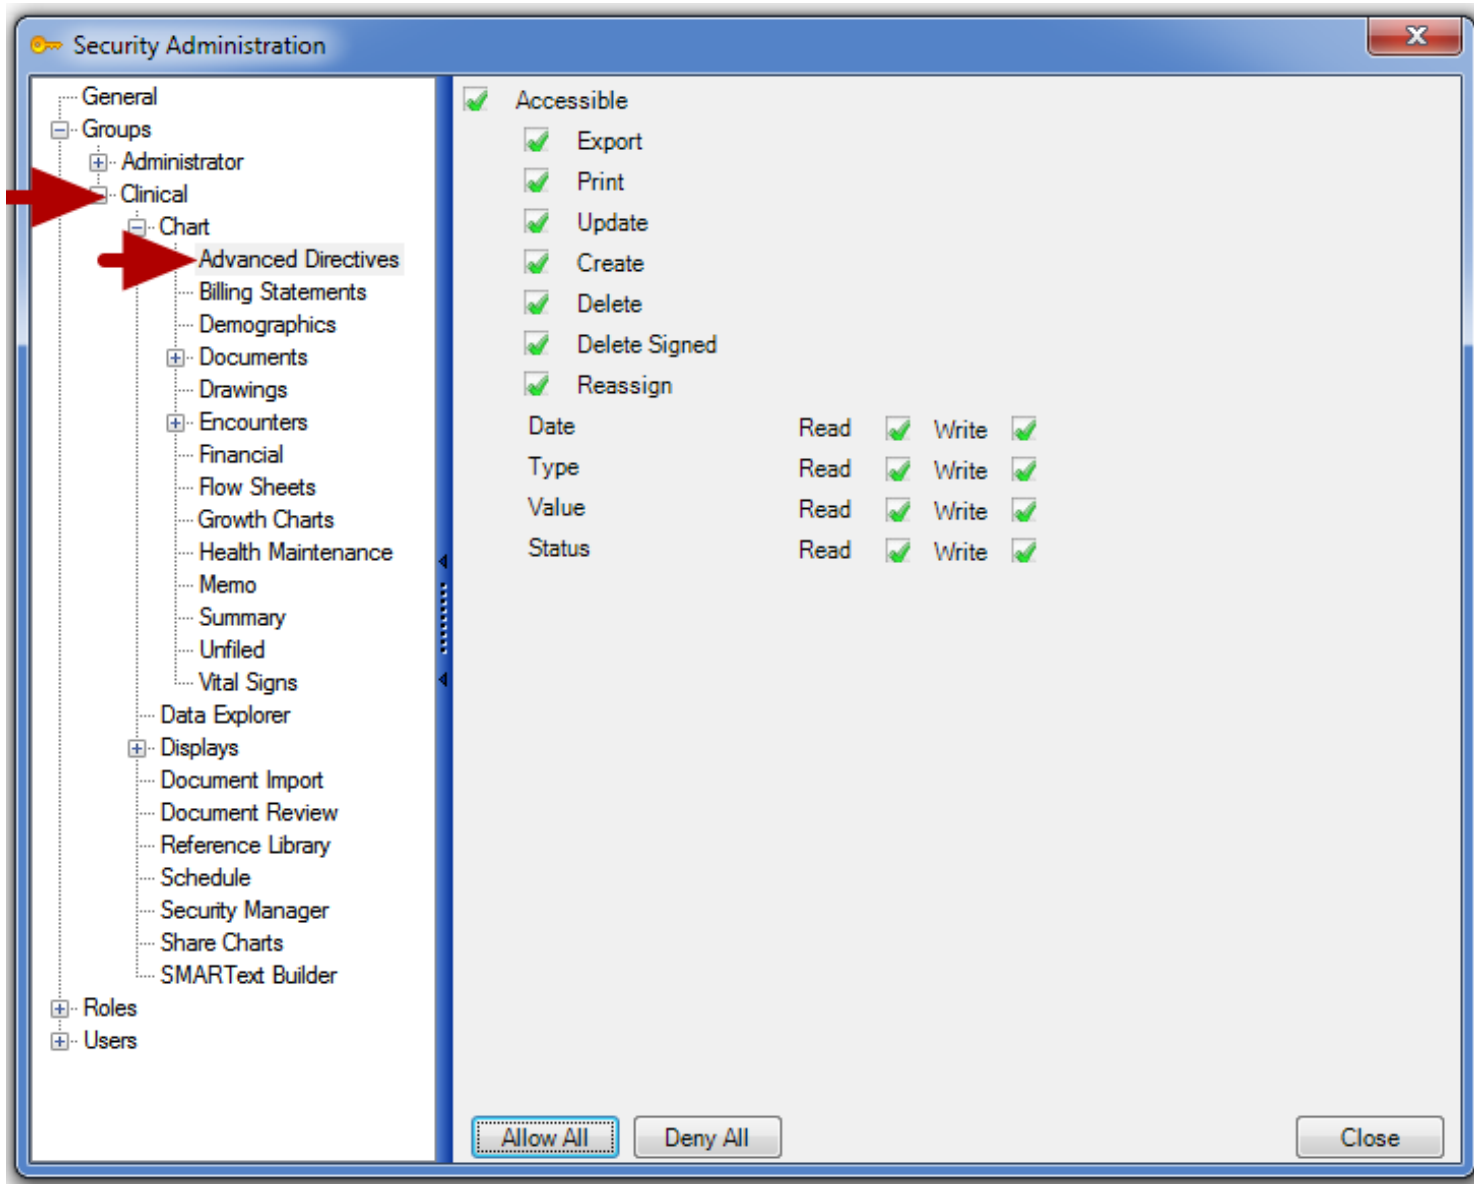 Security Administration
General
Groups
Administrator
Clinical
Chart
Advanced Directives
Billing Statements
Demographics
Documents
Drawings
Encounters
Financial
Flow Sheets
Growth Charts
Health Maintenance
Memo
Summary
Unfiled
Vital Signs
Data Explorer
Displays
Document Import
Document Review
Reference Library
Schedule
Security Manager
Share Charts
SMARText Builder
Roles
Users
Accessible
Export
Print
Update
Create
Delete
Delete Signed
Reassign
Date Read Write
Type Read Write
Value Read Write
Status Read Write
Allow All Deny All Close